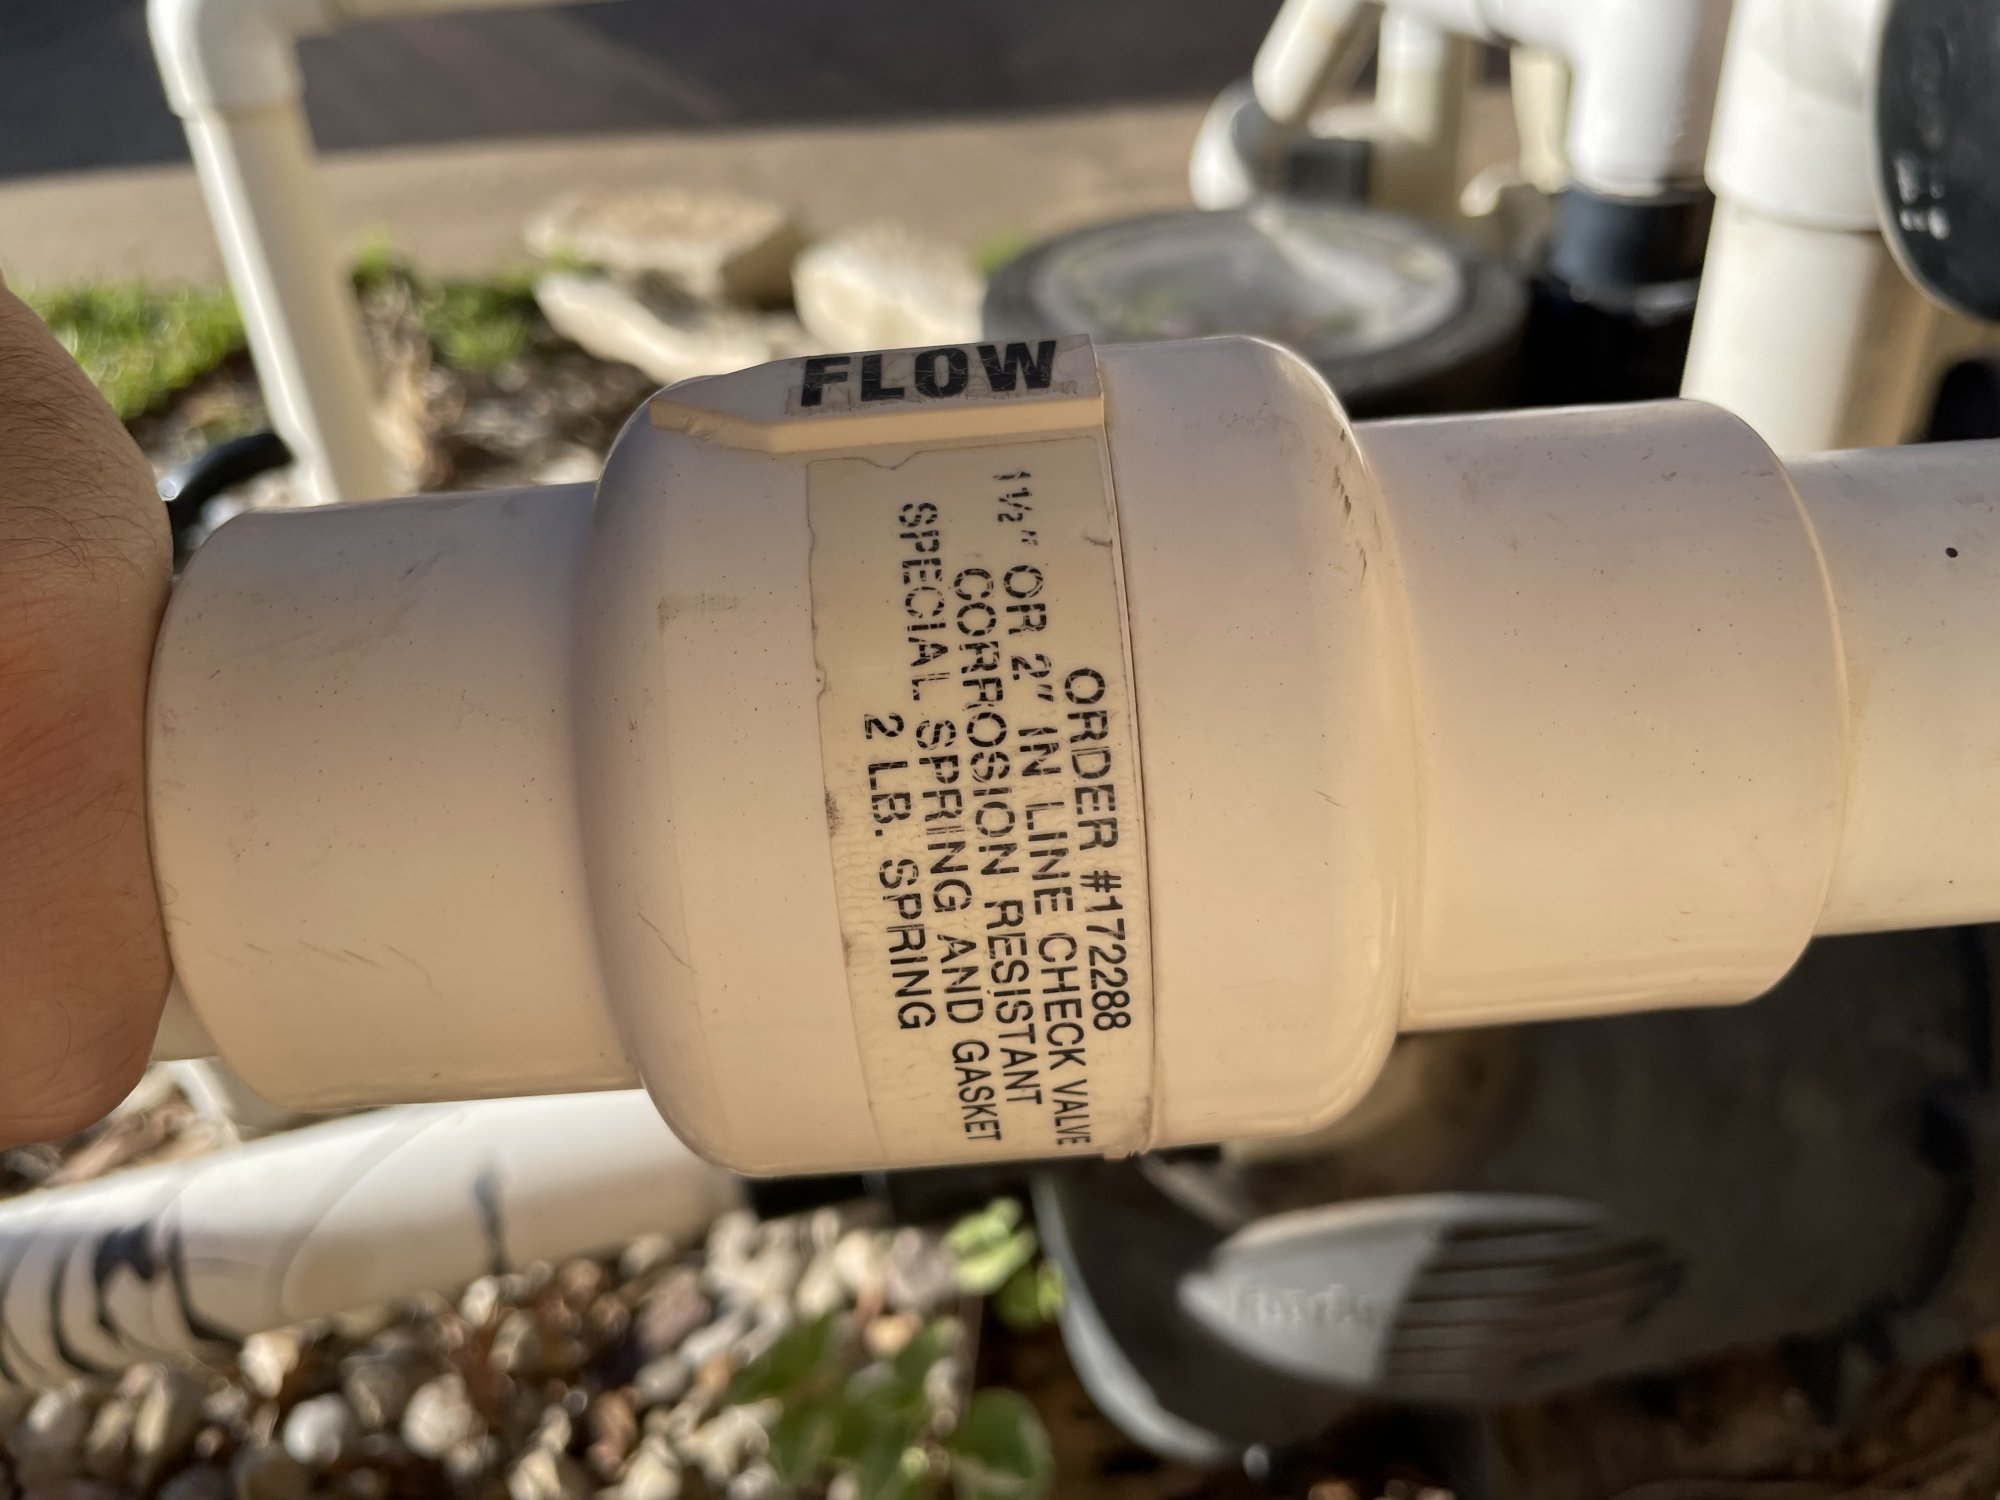 FLOW
ORDER #172288
1½" OR 2" IN LINE CHECK VALVE
CORROSION RESISTANT
SPECIAL SPRING AND GASKET
2 LB. SPRING